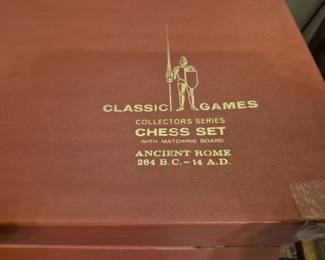 CLASSIC GAMES
COLLECTORS SERIES
CHESS SET
WITH MATCHING BOARD
ANCIENT ROME
264 B.C.–14 A.D.